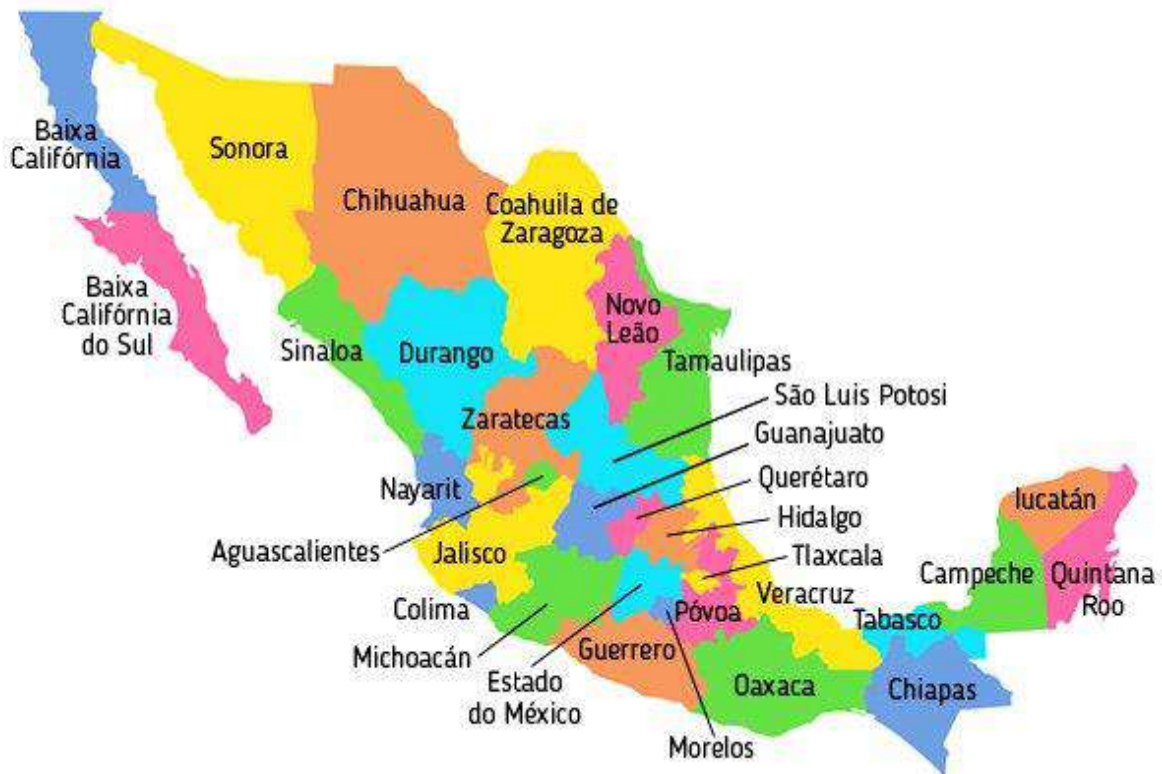 Baixa
Califórnia
Sonora
Chihuahua
Coahuila de
Zaragoza
Baixa
Califórnia
do Sul
Sinaloa
Durango
Novo
Leão
Tamaulipas
Zaratecas
São Luis Potosi
Guanajuato
Nayarit
Querétaro
Hidalgo
Iucatán
Aguascalientes
Jalisco
Tlaxcala
Campeche
Quintana
Roo
Colima
Póvoa
Veracruz
Tabasco
Michoacán
Guerrero
Estado
do México
Oaxaca
Chiapas
Morelos